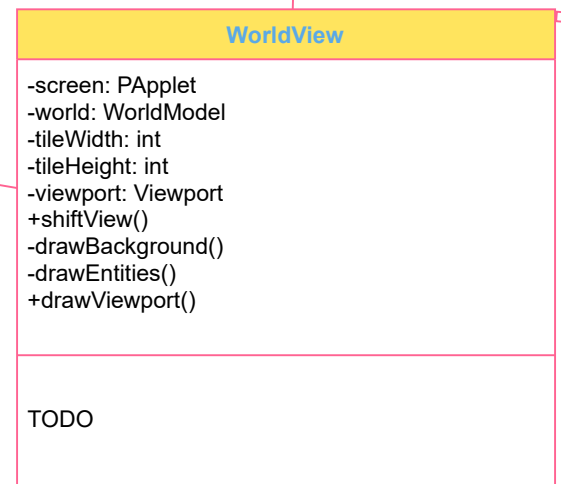 WorldView
-screen: PApplet
-world: WorldModel
-tileWidth: int
-tileHeight: int
-viewport: Viewport
+shiftView()
-drawBackground()
-drawEntities()
+drawViewport()
TODO